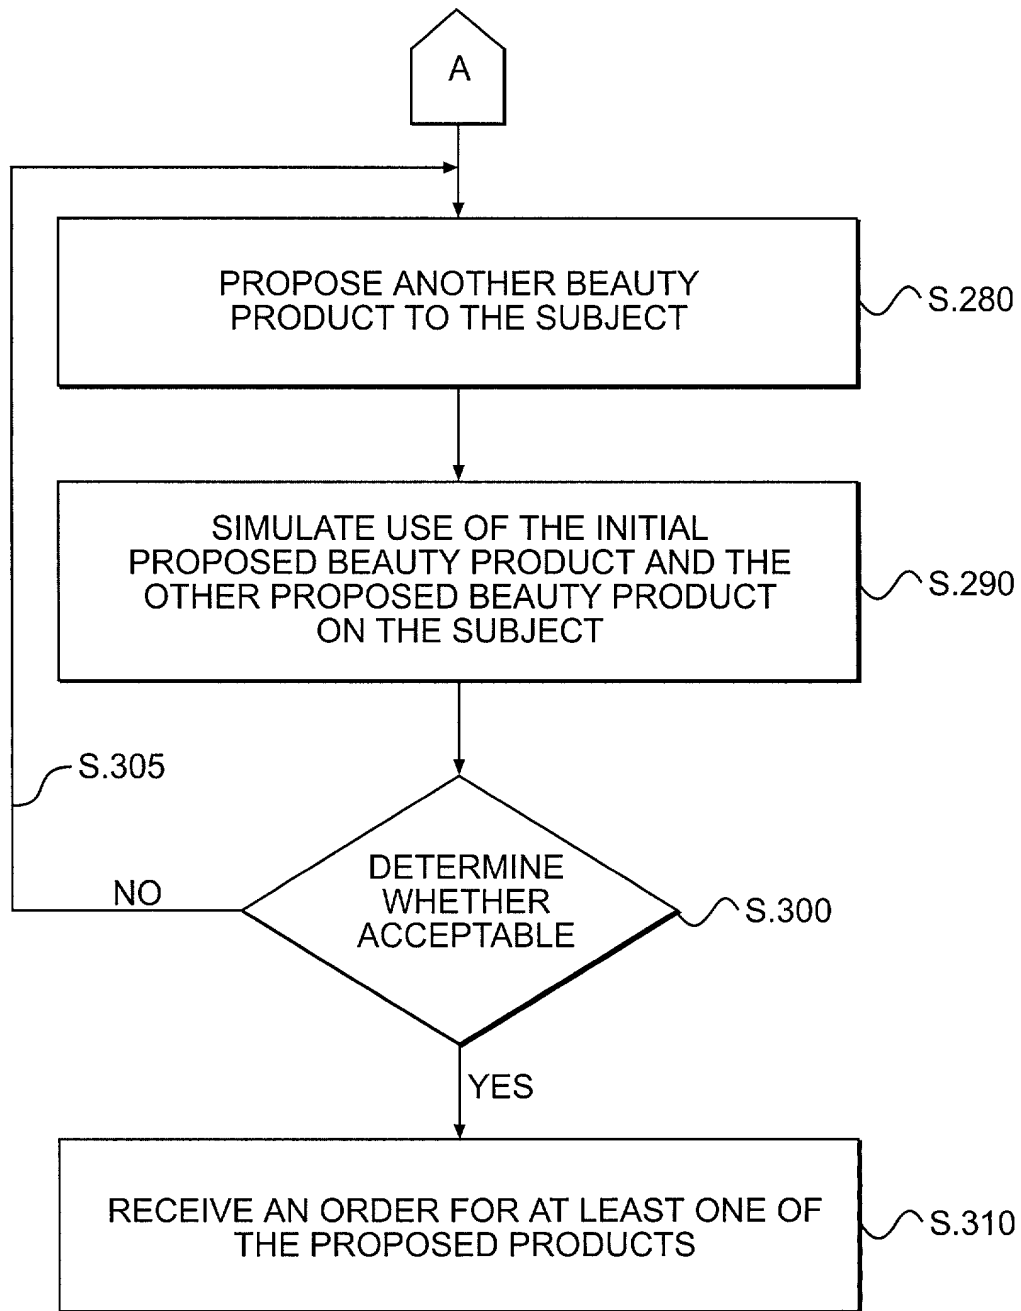 A
PROPOSE ANOTHER BEAUTY
PRODUCT TO THE SUBJECT
S.280
SIMULATE USE OF THE INITIAL
PROPOSED BEAUTY PRODUCT AND THE
OTHER PROPOSED BEAUTY PRODUCT
ON THE SUBJECT
S.290
S.305
DETERMINE
WHETHER
ACCEPTABLE
NO
S.300
YES
RECEIVE AN ORDER FOR AT LEAST ONE OF
THE PROPOSED PRODUCTS
S.310